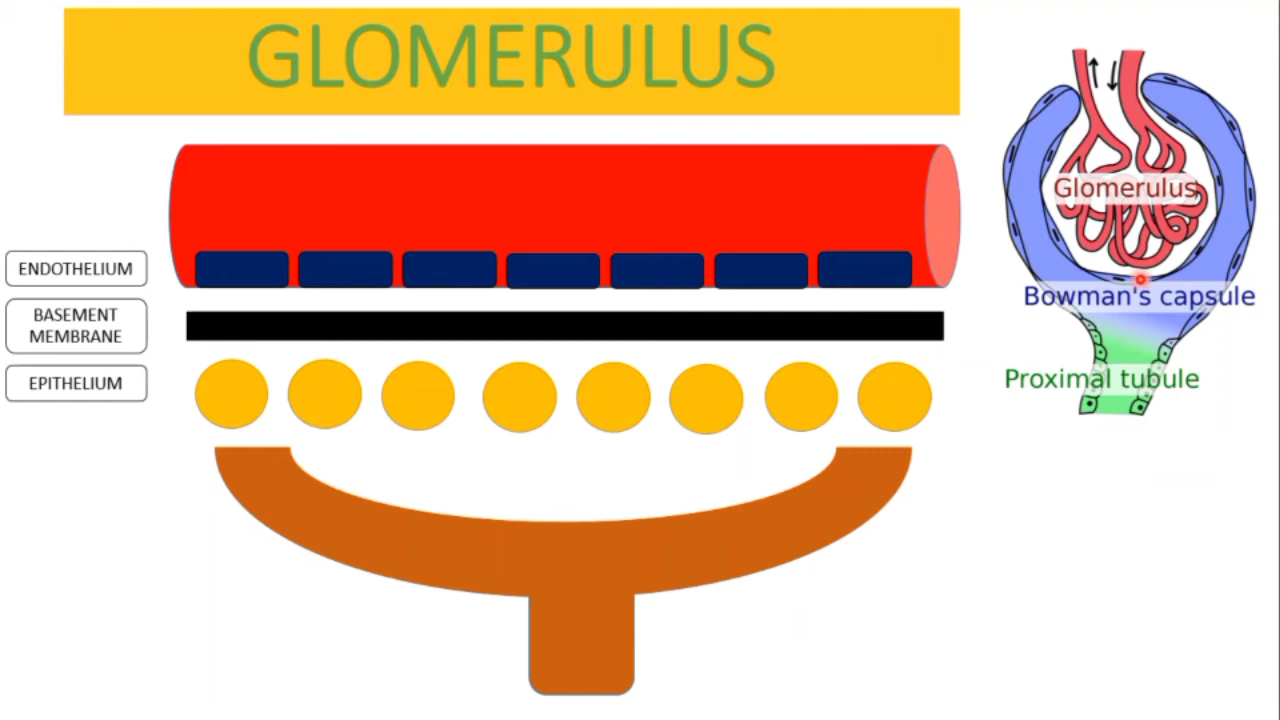 GLOMERULUS
ENDOTHELIUM
BASEMENT
MEMBRANE
EPITHELIUM
Glomerulus
Bowman's capsule
Proximal tubule